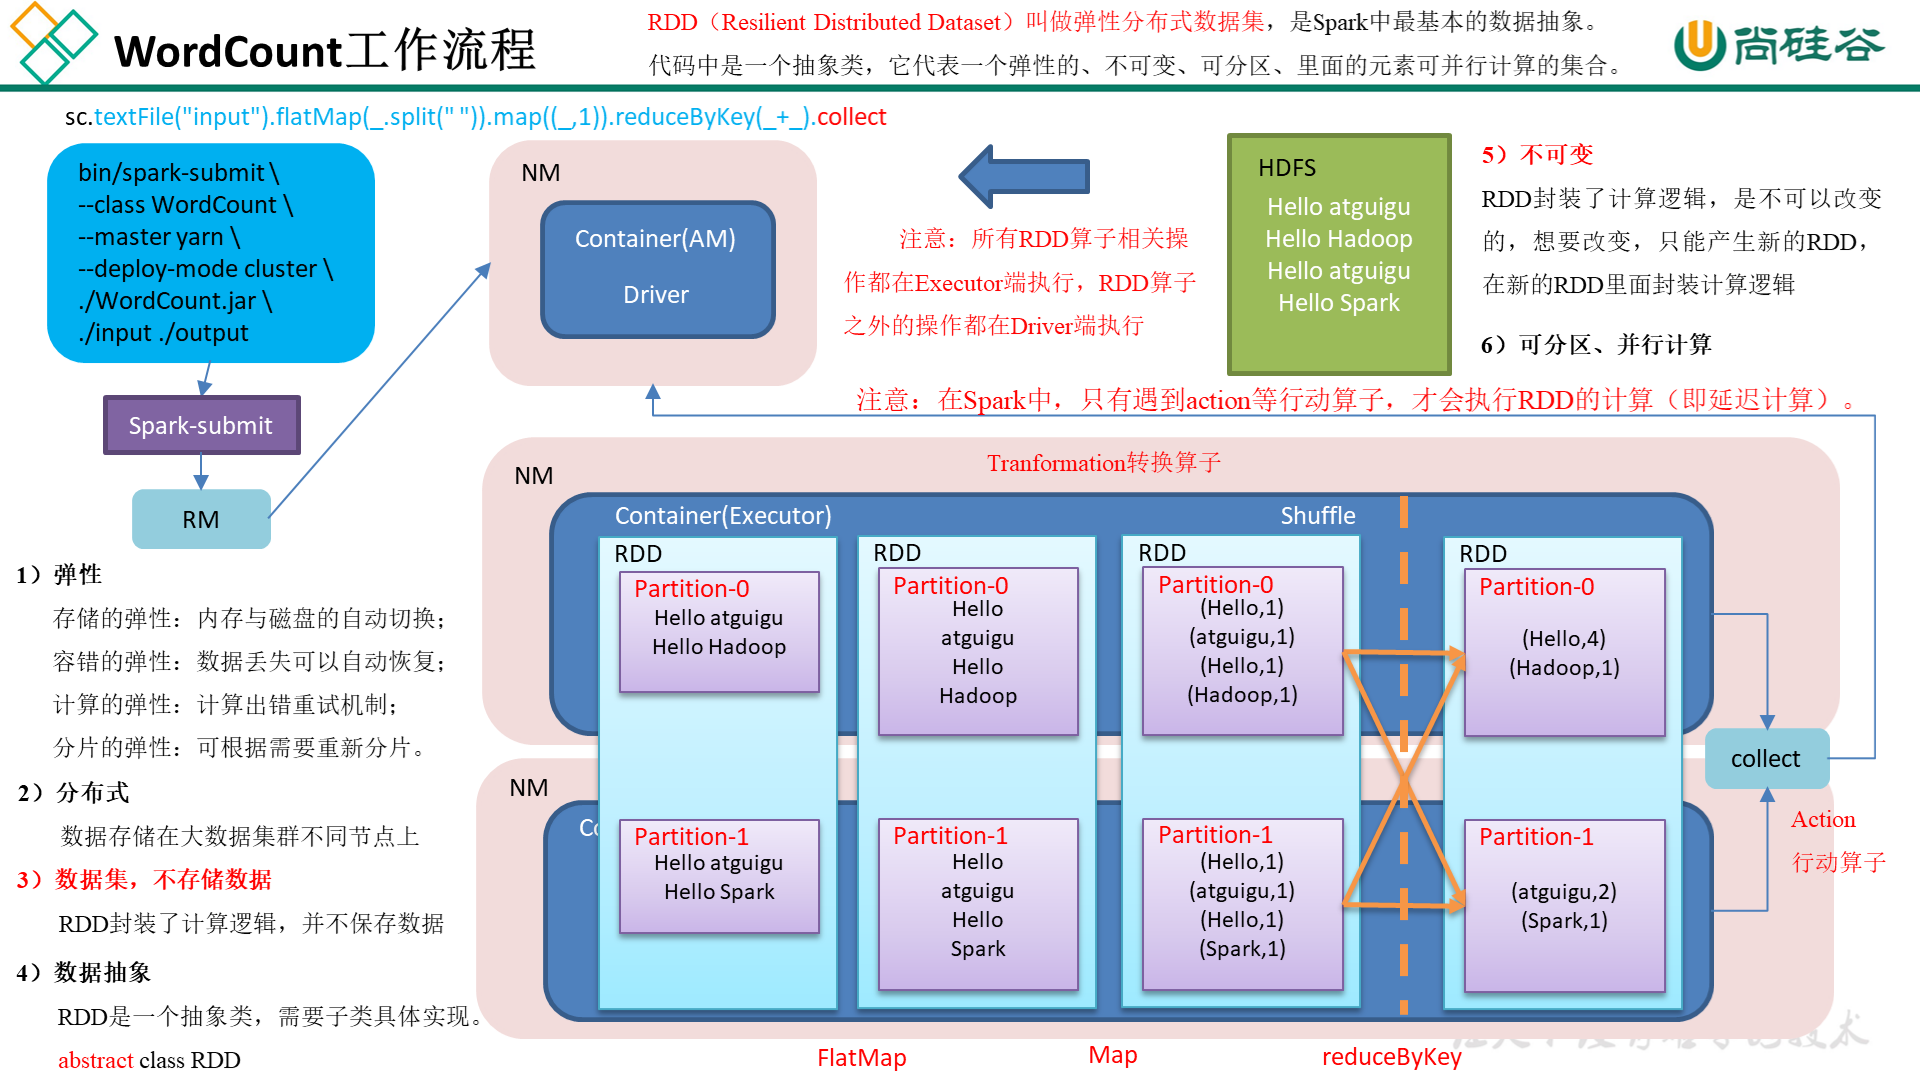 WordCount工作流程
RDD（Resilient Distributed Dataset）叫做弹性分布式数据集，是Spark中最基本的数据抽象。
代码中是一个抽象类，它代表一个弹性的、不可变、可分区、里面的元素可并行计算的集合。
尚硅谷
sc.textFile("input").flatMap(_.split(" ")).map((_,1)).reduceByKey(_+_).collect
bin/spark-submit \
--class WordCount \
--master yarn \
--deploy-mode cluster \
./WordCount.jar \
./input ./output
Spark-submit
RM
NM
Container(AM)
Driver
注意：所有RDD算子相关操
作都在Executor端执行，RDD算子
之外的操作都在Driver端执行
HDFS
Hello atguigu
Hello Hadoop
Hello atguigu
Hello Spark
5）不可变
RDD封装了计算逻辑，是不可以改变
的，想要改变，只能产生新的RDD，
在新的RDD里面封装计算逻辑
6）可分区、并行计算
注意：在Spark中，只有遇到action等行动算子，才会执行RDD的计算（即延迟计算）。
1）弹性
存储的弹性：内存与磁盘的自动切换；
容错的弹性：数据丢失可以自动恢复；
计算的弹性：计算出错重试机制；
分片的弹性：可根据需要重新分片。
2）分布式
数据存储在大数据集群不同节点上
3）数据集，不存储数据
RDD封装了计算逻辑，并不保存数据
4）数据抽象
RDD是一个抽象类，需要子类具体实现。
abstract class RDD
NM
Tranformation转换算子
Container(Executor)
Shuffle
RDD
Partition-0
Hello atguigu
Hello Hadoop
RDD
Partition-0
Hello
atguigu
Hello
Hadoop
RDD
Partition-0
(Hello,1)
(atguigu,1)
(Hello,1)
(Hadoop,1)
RDD
Partition-0
(Hello,4)
(Hadoop,1)
NM
Partition-1
Hello atguigu
Hello Spark
Partition-1
Hello
atguigu
Hello
Spark
Partition-1
(Hello,1)
(atguigu,1)
(Hello,1)
(Spark,1)
Partition-1
(atguigu,2)
(Spark,1)
collect
Action
行动算子
FlatMap
Map
reduceByKey